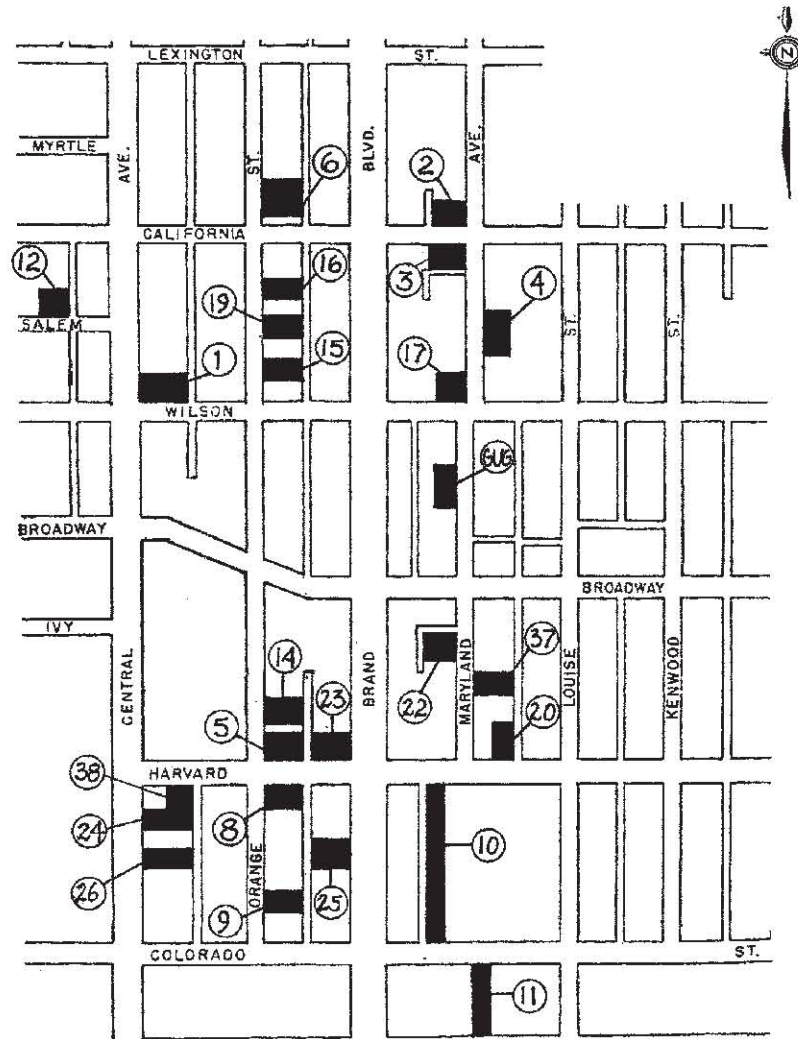 N
LEXINGTON ST.
MYRTLE
AVE.
ST.
BLVD.
AVE.
6
2
CALIFORNIA
12
16
3
4
19
SALEM
ST.
ST.
1
15
17
WILSON
GUG
BROADWAY
BROADWAY
IVY
14
37
CENTRAL
23
BRAND
22
MARYLAND
20
LOUISE
KENWOOD
5
38
HARVARD
24
8
10
26
ORANGE
9
25
COLORADO ST.
11